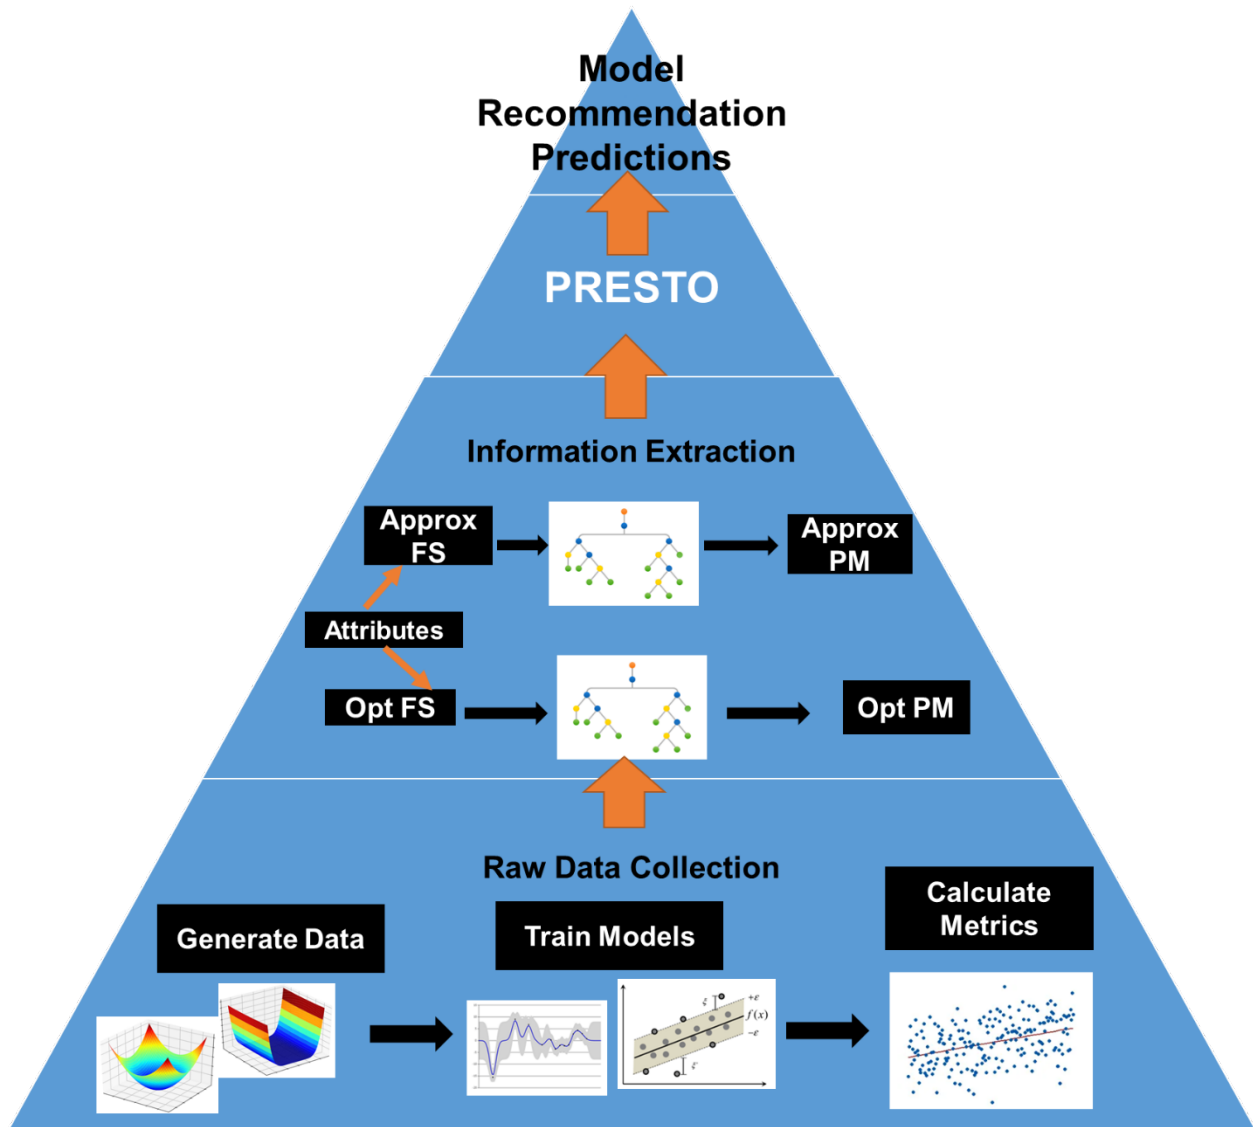 Model
Recommendation
Predictions
PRESTO
Information Extraction
Approx
FS
Approx
PM
Attributes
Opt FS
Opt PM
Raw Data Collection
Generate Data
Train Models
Calculate
Metrics
ξ
+ε
f(x)
−ε
ξ